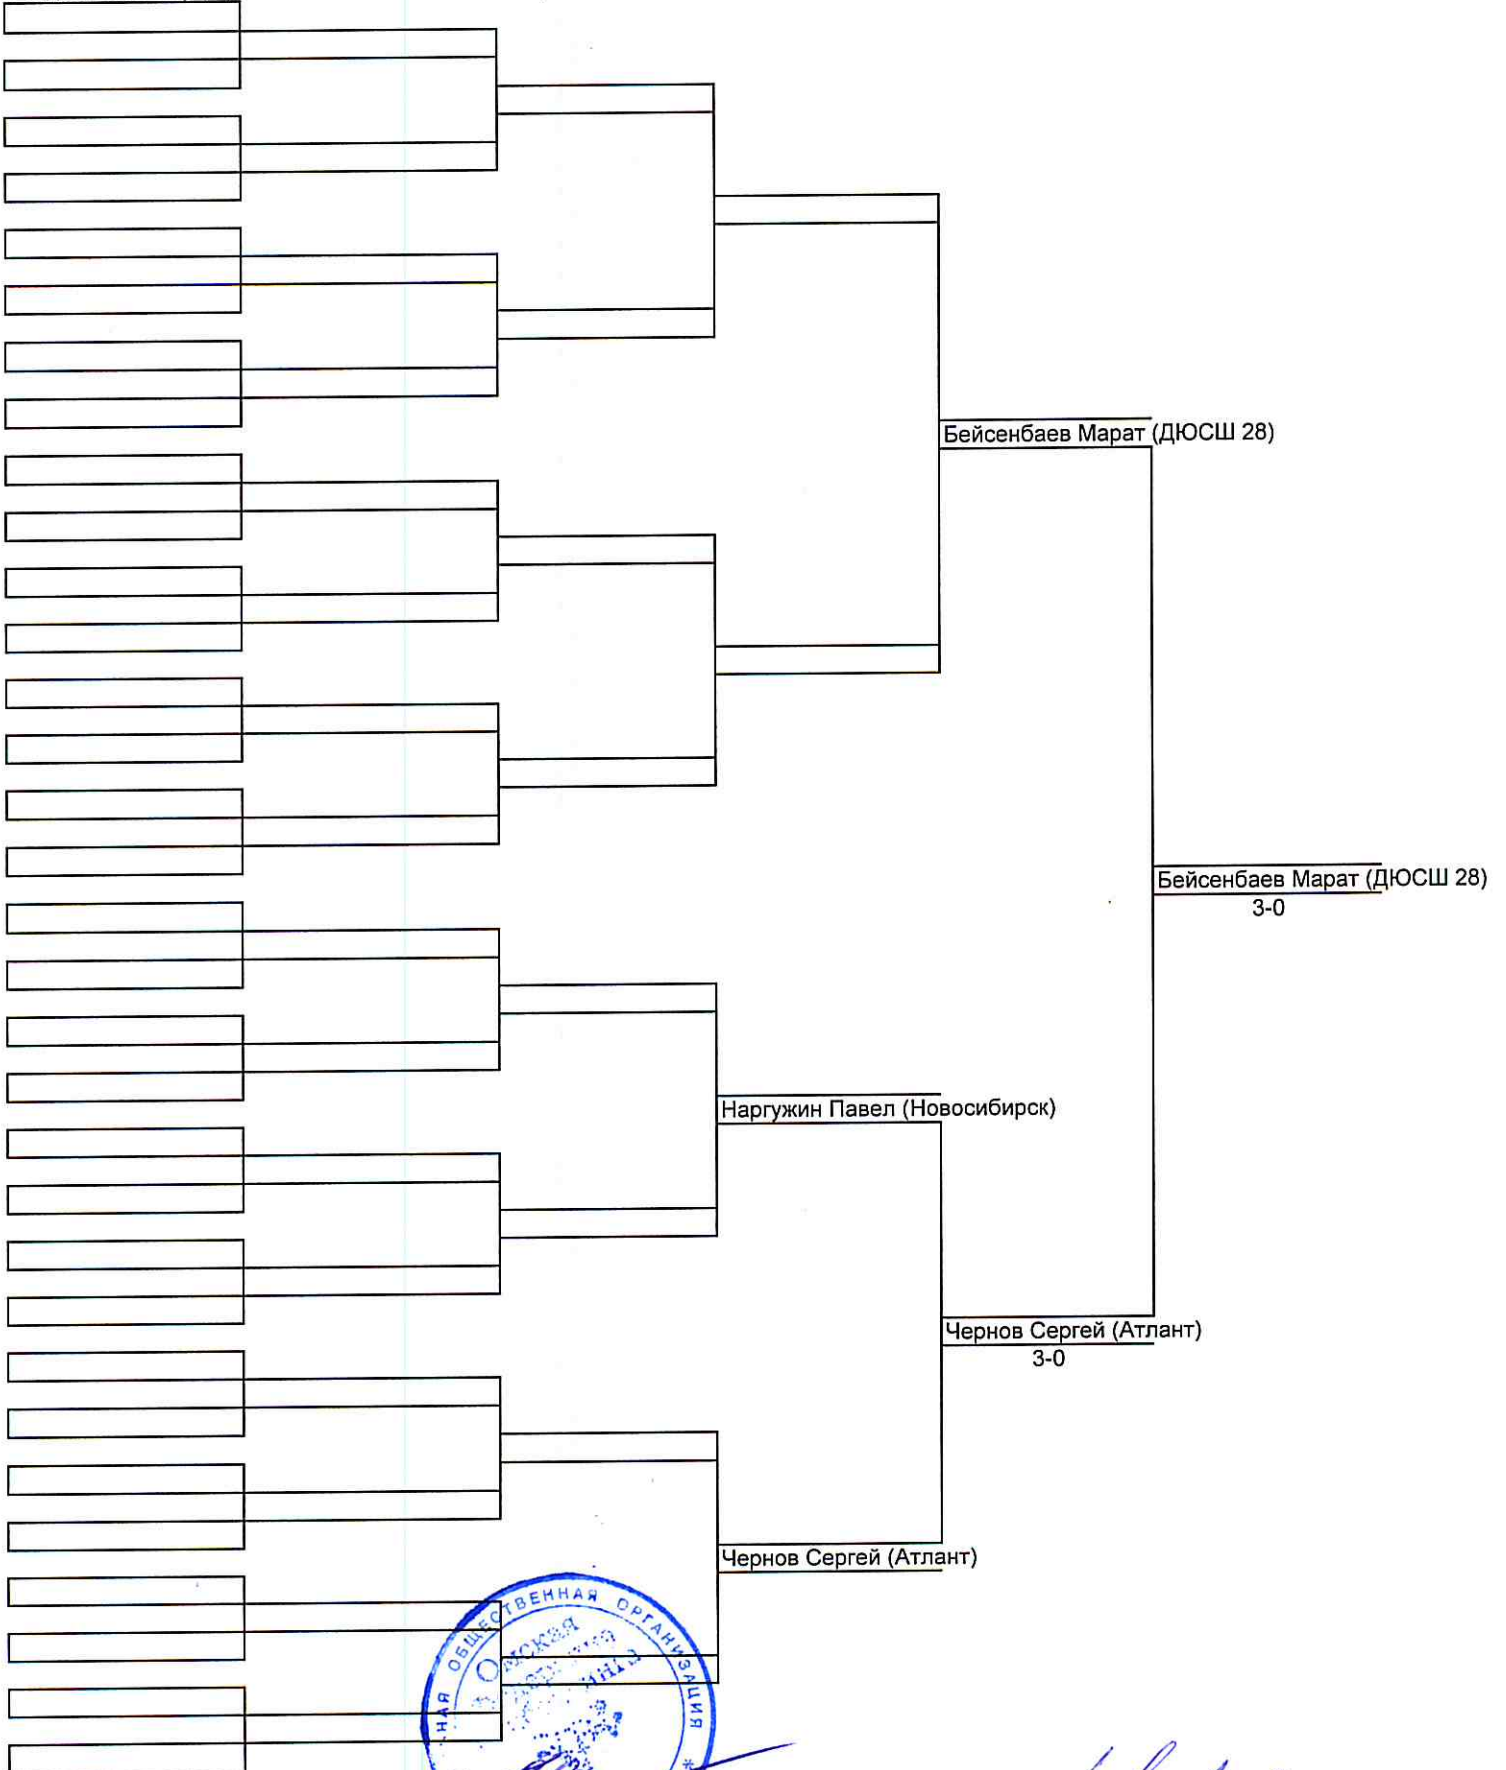 Бейсенбаев Марат (ДЮСШ 28)
Бейсенбаев Марат (ДЮСШ 28)
3-0
Наргужин Павел (Новосибирск)
Чернов Сергей (Атлант)
3-0
Чернов Сергей (Атлант)
ОБЩЕСТВЕННАЯ ОРГАНИЗАЦИЯ *
Омская